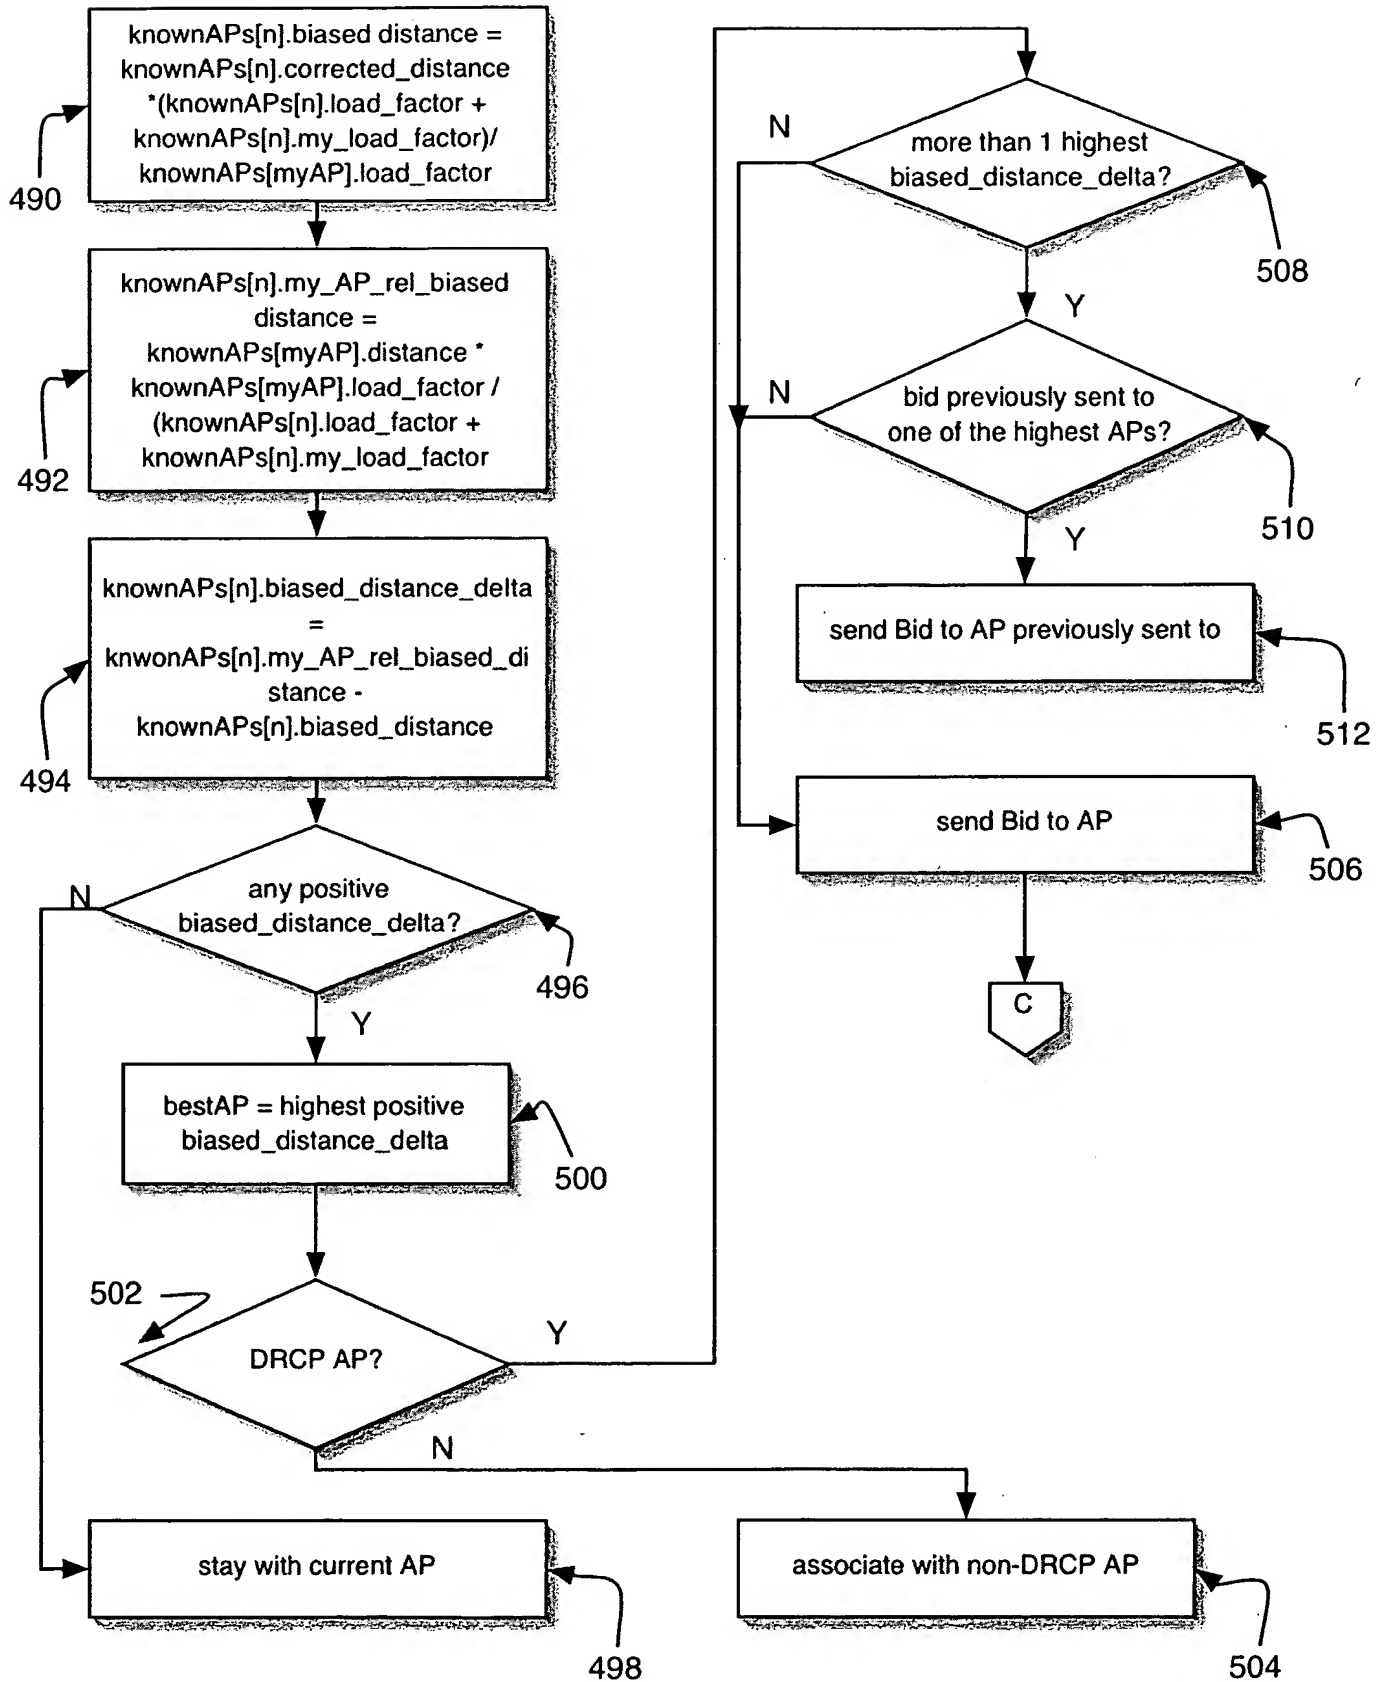 knownAPs[n].biased distance =
knownAPs[n].corrected_distance
*(knownAPs[n].load_factor +
knownAPs[n].my_load_factor)/
knownAPs[myAP].load_factor
490
knownAPs[n].my_AP_rel_biased
distance =
knownAPs[myAP].distance *
knownAPs[myAP].load_factor /
(knownAPs[n].load_factor +
knownAPs[n].my_load_factor
492
knownAPs[n].biased_distance_delta
=
knwonAPs[n].my_AP_rel_biased_di
stance -
knownAPs[n].biased_distance
494
any positive
biased_distance_delta?
N
496
Y
bestAP = highest positive
biased_distance_delta
500
502
DRCP AP?
Y
N
stay with current AP
498
associate with non-DRCP AP
504
N
more than 1 highest
biased_distance_delta?
508
Y
N
bid previously sent to
one of the highest APs?
510
Y
send Bid to AP previously sent to
512
send Bid to AP
506
C